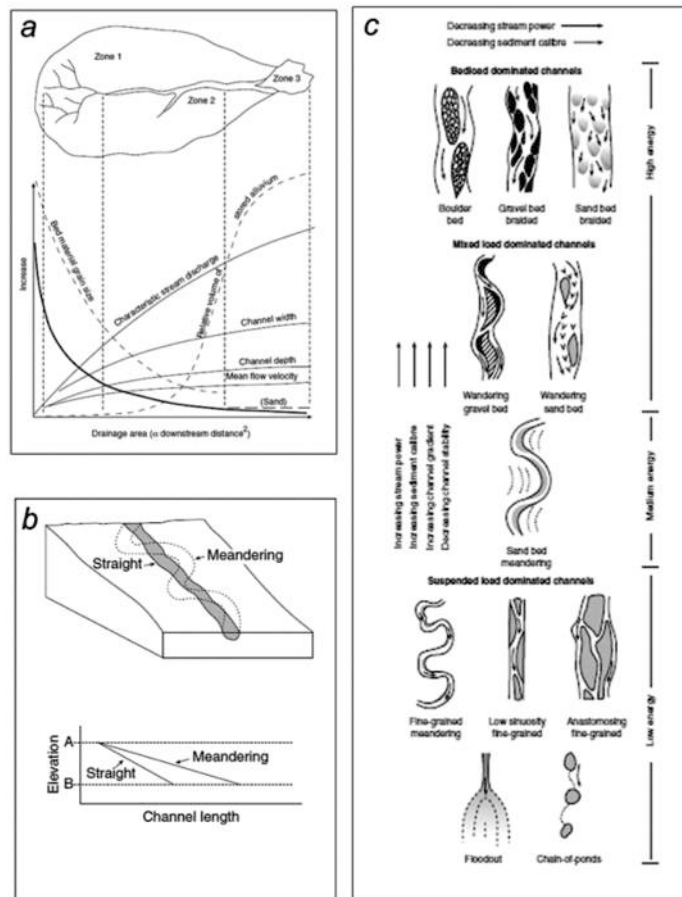 a
Zone 1
Zone 2
Zone 3
Increase
Bed material grain size
Characteristic stream discharge
Relative volume of
stored alluvium
Channel width
Channel depth
Mean flow velocity
(Sand)
Drainage area (α downstream distance²)
b
Straight
Meandering
Elevation
A
B
Meandering
Straight
Channel length
c
Decreasing stream power
Decreasing sediment calibre
Bedload dominated channels
Boulder
bed
Gravel bed
braided
Sand bed
braided
High energy
Mixed load dominated channels
Wandering
gravel bed
Wandering
sand bed
Increasing stream power
Increasing sediment calibre
Increasing channel gradient
Decreasing channel stability
Sand bed
meandering
Medium energy
Suspended load dominated channels
Fine-grained
meandering
Low sinuosity
fine-grained
Anastomosing
fine-grained
Low energy
Floodout
Chain-of-ponds